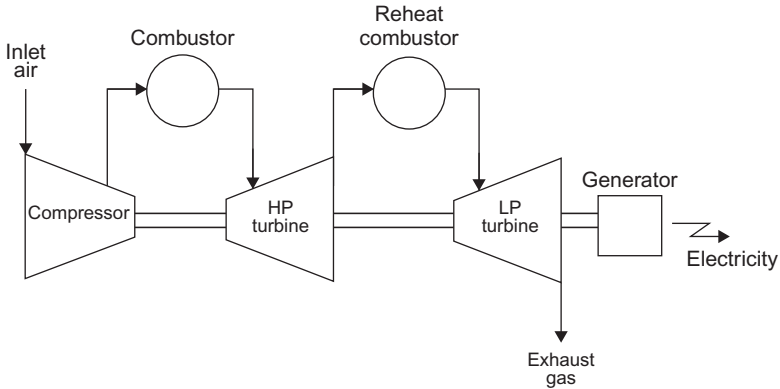 Inlet
air
Combustor
Reheat
combustor
Compressor
HP
turbine
LP
turbine
Generator
Electricity
Exhaust
gas